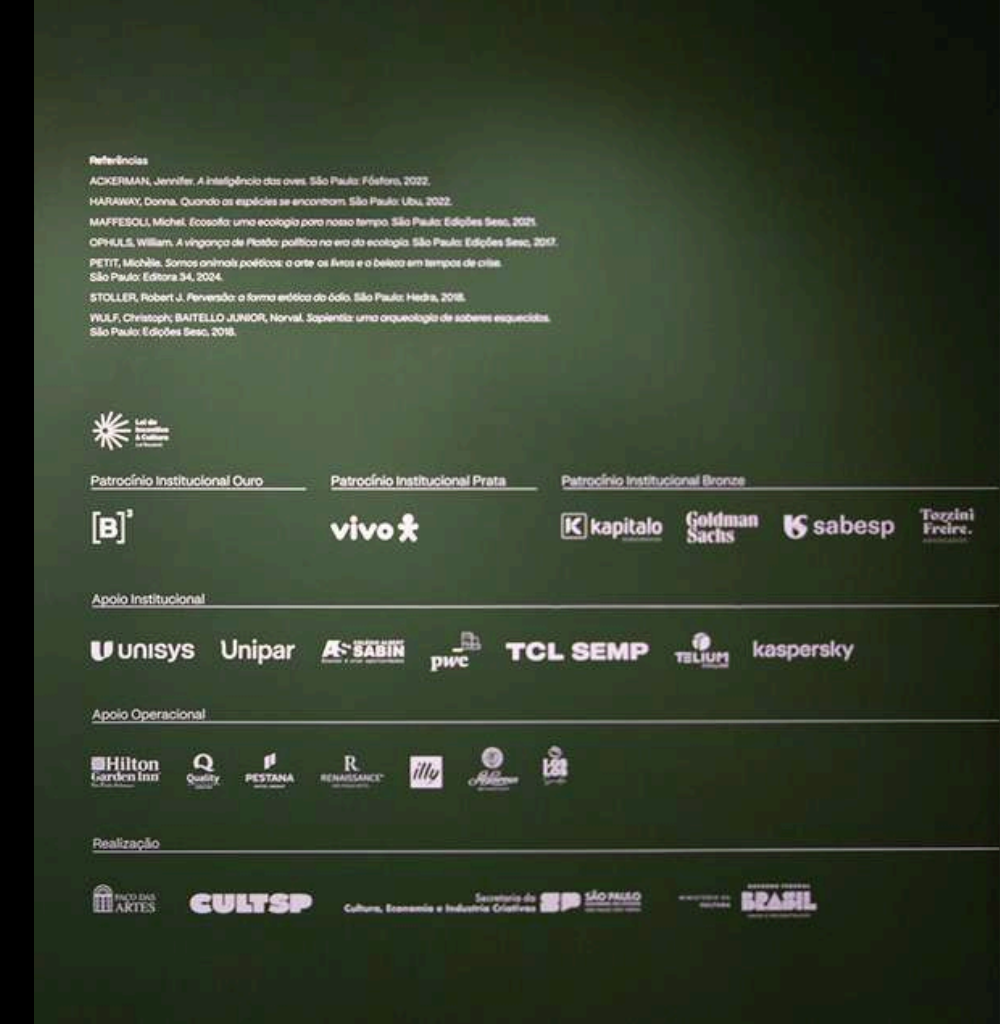 Referências
ACKERMAN, Jennifer. A inteligência das aves. São Paulo: Fósforo, 2022.
HARAWAY, Donna. Quando as espécies se encontram. São Paulo: Ubu, 2022.
MAFFESOLI, Michel. Ecosofia: uma ecologia para nosso tempo. São Paulo: Edições Sesc, 2021.
OPHULS, William. A vingança de Platão: política na era da ecologia. São Paulo: Edições Sesc, 2017.
PETIT, Michèle. Somos animais poéticos: a arte os livros e a beleza em tempos de crise.
São Paulo: Editora 34, 2024.
STOLLER, Robert J. Perversão: a forma erótica do ódio. São Paulo: Hedra, 2018.
WULF, Christoph; BAITELLO JUNIOR, Norval. Sapientia: uma arqueologia de saberes esquecidos.
São Paulo: Edições Sesc, 2018.
Lei de
Incentivo
à Cultura
Patrocínio Institucional Ouro
Patrocínio Institucional Prata
Patrocínio Institucional Bronze
[B]³
vivo
K kapitalo
Goldman
Sachs
sabesp
Tozzini
Freire.
ADVOGADOS
Apoio Institucional
unisys
Unipar
COLÉGIO ALBERT
SABIN
pwc
TCL SEMP
TELIUM
kaspersky
Apoio Operacional
Hilton
Garden Inn
Quality
PESTANA
RENAISSANCE
illy
Realização
PAÇO DAS
ARTES
CULTSP
Secretaria da
Cultura, Economia e Indústria Criativas
SP
SÃO PAULO
MINISTÉRIO DA
CULTURA
GOVERNO FEDERAL
BRASIL